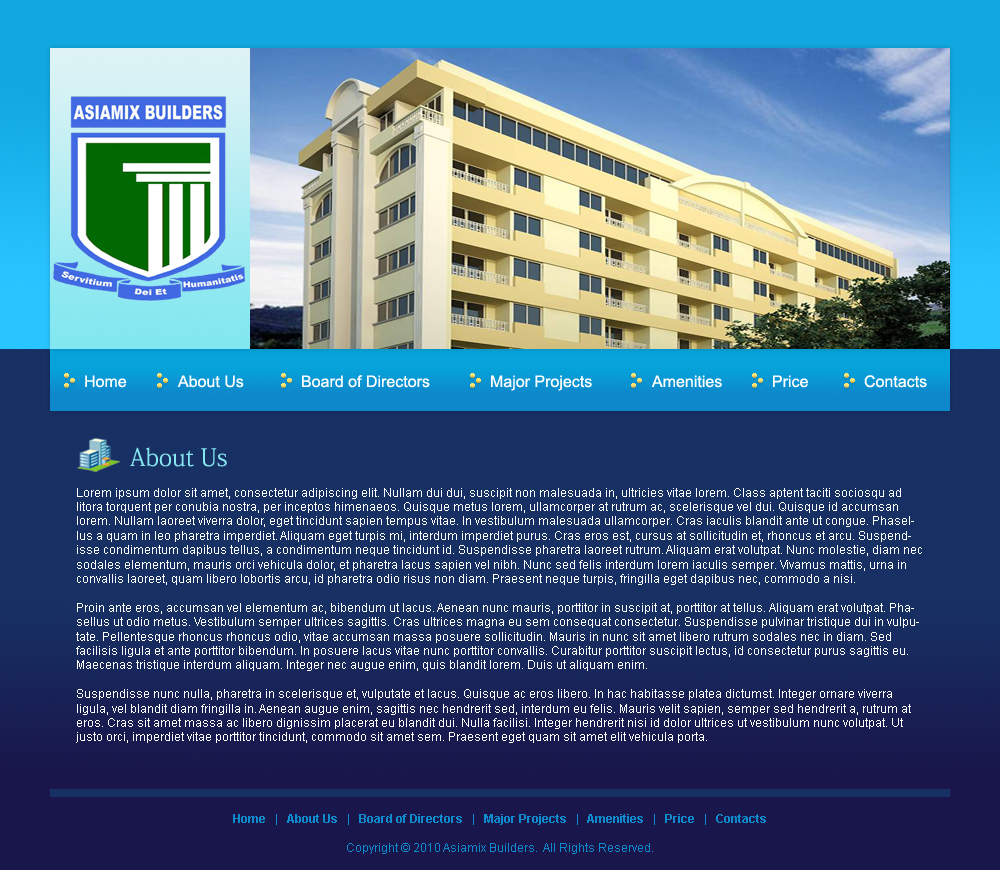 ASIAMIX BUILDERS
Servitium Dei Et Humanitatis
Home About Us Board of Directors Major Projects Amenities Price Contacts
About Us
Lorem ipsum dolor sit amet, consectetur adipiscing elit. Nullam dui dui, suscipit non malesuada in, ultricies vitae lorem. Class aptent taciti sociosqu ad
litora torquent per conubia nostra, per inceptos himenaeos. Quisque metus lorem, ullamcorper at rutrum ac, scelerisque vel dui. Quisque id accumsan
lorem. Nullam laoreet viverra dolor, eget tincidunt sapien tempus vitae. In vestibulum malesuada ullamcorper. Cras iaculis blandit ante ut congue. Phasel-
lus a quam in leo pharetra imperdiet. Aliquam eget turpis mi, interdum imperdiet purus. Cras eros est, cursus at sollicitudin et, rhoncus et arcu. Suspend-
isse condimentum dapibus tellus, a condimentum neque tincidunt id. Suspendisse pharetra laoreet rutrum. Aliquam erat volutpat. Nunc molestie, diam nec
sodales elementum, mauris orci vehicula dolor, et pharetra lacus sapien vel nibh. Nunc sed felis interdum lorem iaculis semper. Vivamus mattis, urna in
convallis laoreet, quam libero lobortis arcu, id pharetra odio risus non diam. Praesent neque turpis, fringilla eget dapibus nec, commodo a nisi.
Proin ante eros, accumsan vel elementum ac, bibendum ut lacus. Aenean nunc mauris, porttitor in suscipit at, porttitor at tellus. Aliquam erat volutpat. Pha-
sellus ut odio metus. Vestibulum semper ultrices sagittis. Cras ultrices magna eu sem consequat consectetur. Suspendisse pulvinar tristique dui in vulpu-
tate. Pellentesque rhoncus rhoncus odio, vitae accumsan massa posuere sollicitudin. Mauris in nunc sit amet libero rutrum sodales nec in diam. Sed
facilisis ligula et ante porttitor bibendum. In posuere lacus vitae nunc porttitor convallis. Curabitur porttitor suscipit lectus, id consectetur purus sagittis eu.
Maecenas tristique interdum aliquam. Integer nec augue enim, quis blandit lorem. Duis ut aliquam enim.
Suspendisse nunc nulla, pharetra in scelerisque et, vulputate et lacus. Quisque ac eros libero. In hac habitasse platea dictumst. Integer ornare viverra
ligula, vel blandit diam fringilla in. Aenean augue enim, sagittis nec hendrerit sed, interdum eu felis. Mauris velit sapien, semper sed hendrerit a, rutrum at
eros. Cras sit amet massa ac libero dignissim placerat eu blandit dui. Nulla facilisi. Integer hendrerit nisi id dolor ultrices ut vestibulum nunc volutpat. Ut
justo orci, imperdiet vitae porttitor tincidunt, commodo sit amet sem. Praesent eget quam sit amet elit vehicula porta.
Home | About Us | Board of Directors | Major Projects | Amenities | Price | Contacts
Copyright © 2010 Asiamix Builders. All Rights Reserved.